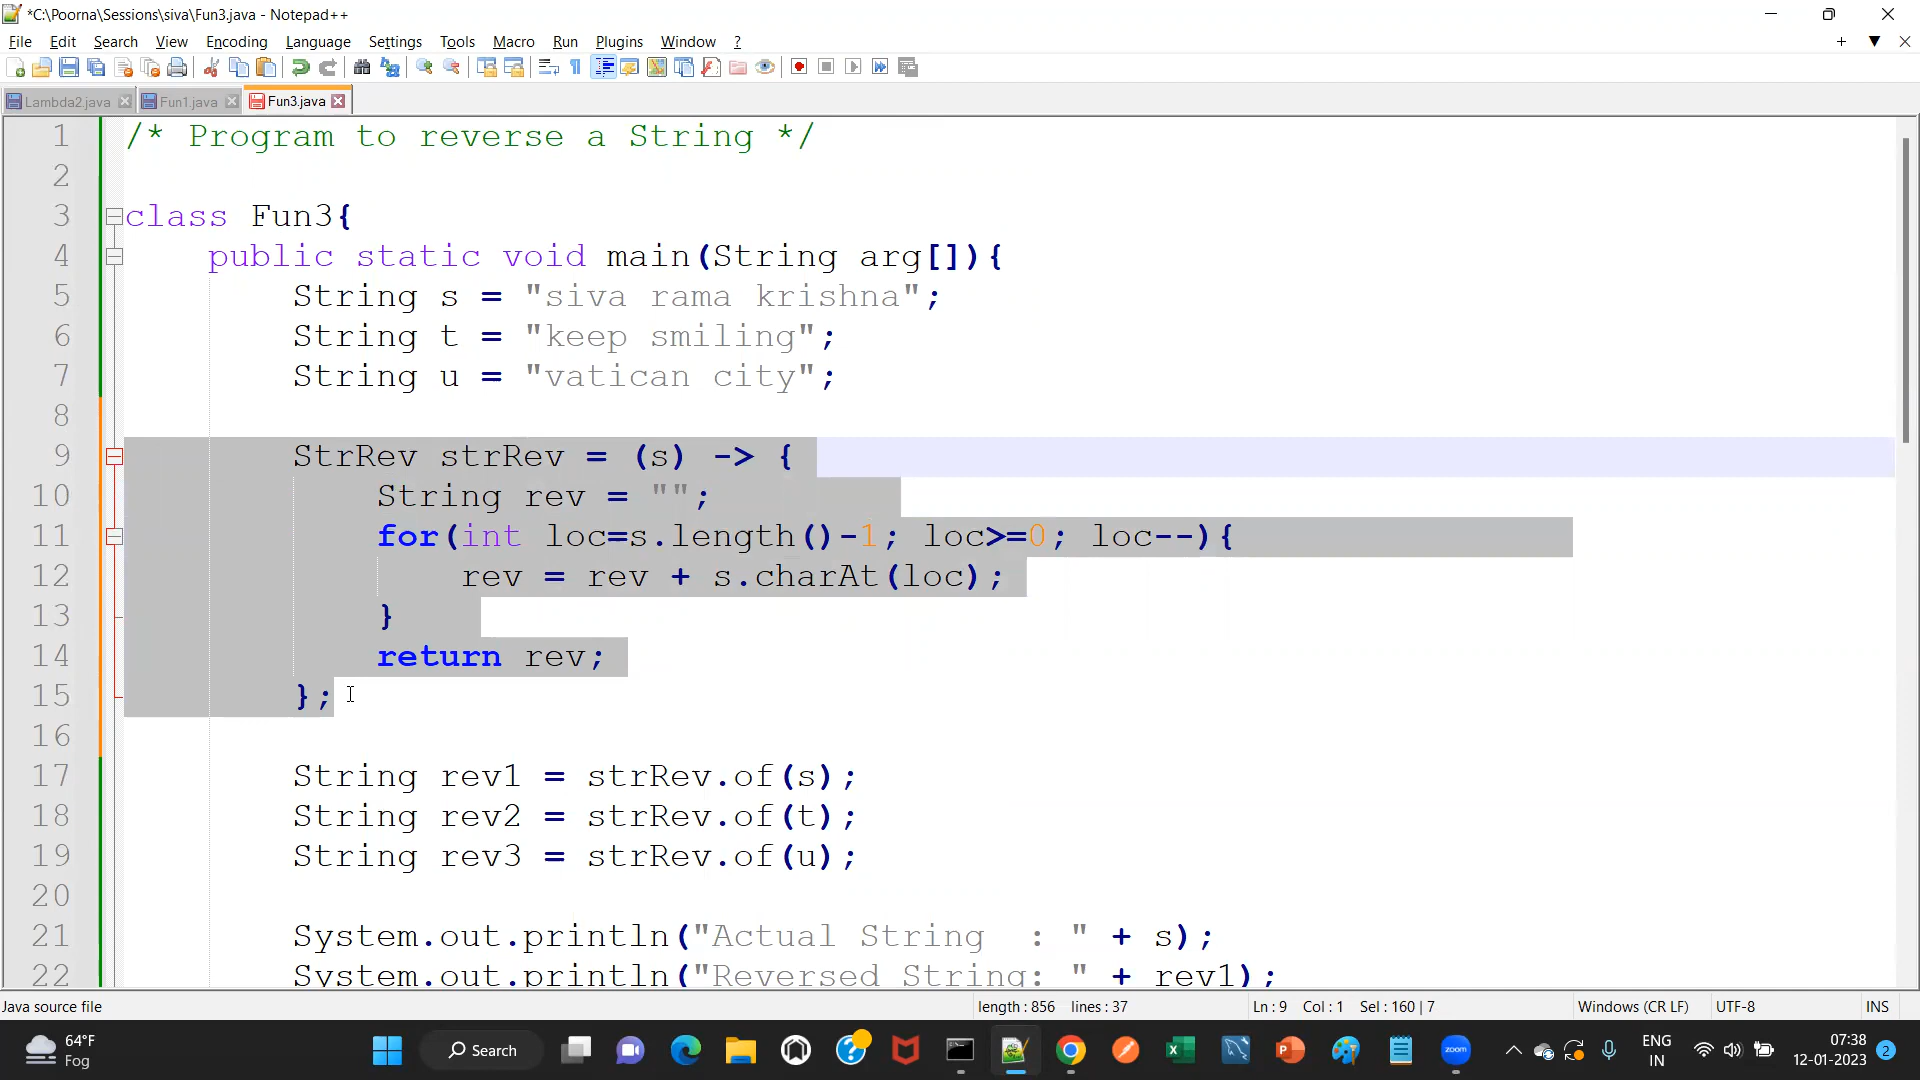 *C:\Poorna\Sessions\siva\Fun3.java - Notepad++
File Edit Search View Encoding Language Settings Tools Macro Run Plugins Window ?
Lambda2.java Fun1.java Fun3.java
1 /* Program to reverse a String */
2
3 class Fun3{
4 public static void main(String arg[]){
5 String s = "siva rama krishna";
6 String t = "keep smiling";
7 String u = "vatican city";
8
9 StrRev strRev = (s) -> {
10 String rev = "";
11 for(int loc=s.length()-1; loc>=0; loc--){
12 rev = rev + s.charAt(loc);
13 }
14 return rev;
15 };
16
17 String rev1 = strRev.of(s);
18 String rev2 = strRev.of(t);
19 String rev3 = strRev.of(u);
20
21 System.out.println("Actual String  : " + s);
22 System.out.println("Reversed String: " + rev1);
Java source file length : 856 lines : 37 Ln : 9 Col : 1 Sel : 160 | 7 Windows (CR LF) UTF-8 INS
64°F
Fog
Search
zoom
ENG
IN
07:38
12-01-2023
2